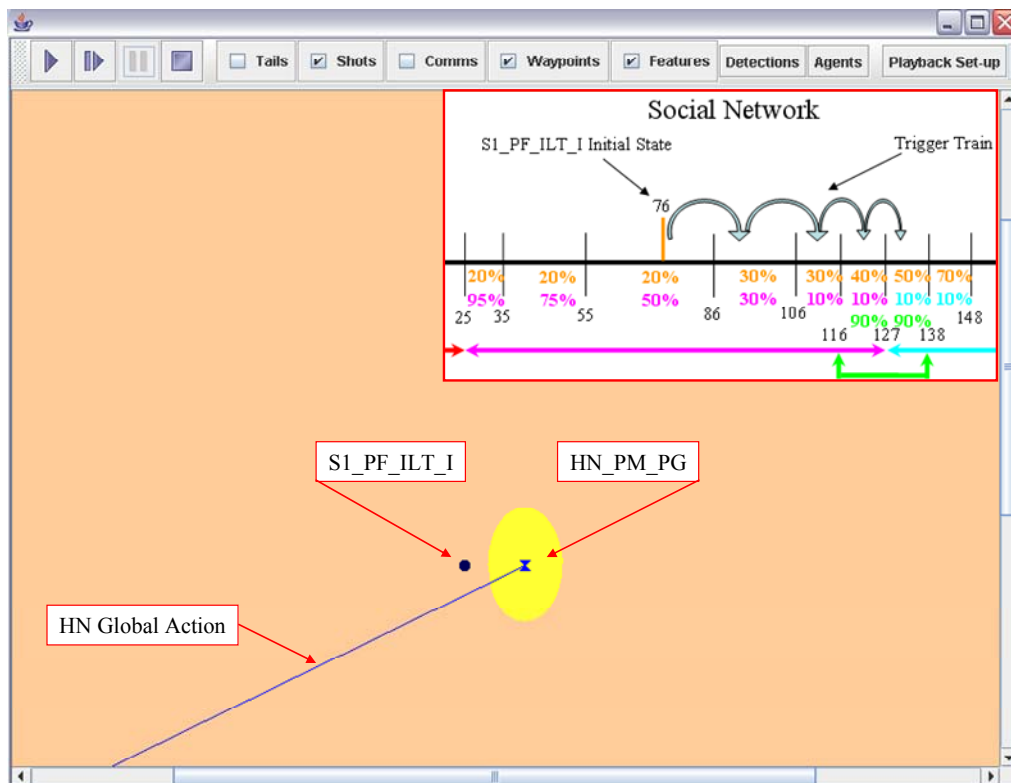 Tails Shots Comms Waypoints Features Detections Agents Playback Set-up
Social Network
S1_PF_ILT_I Initial State Trigger Train
76
20% 20% 20% 30% 30% 40% 50% 70%
95% 75% 50% 30% 10% 10% 10% 10%
90% 90%
25 35 55 86 106 116 127 138 148
S1_PF_ILT_I HN_PM_PG
HN Global Action